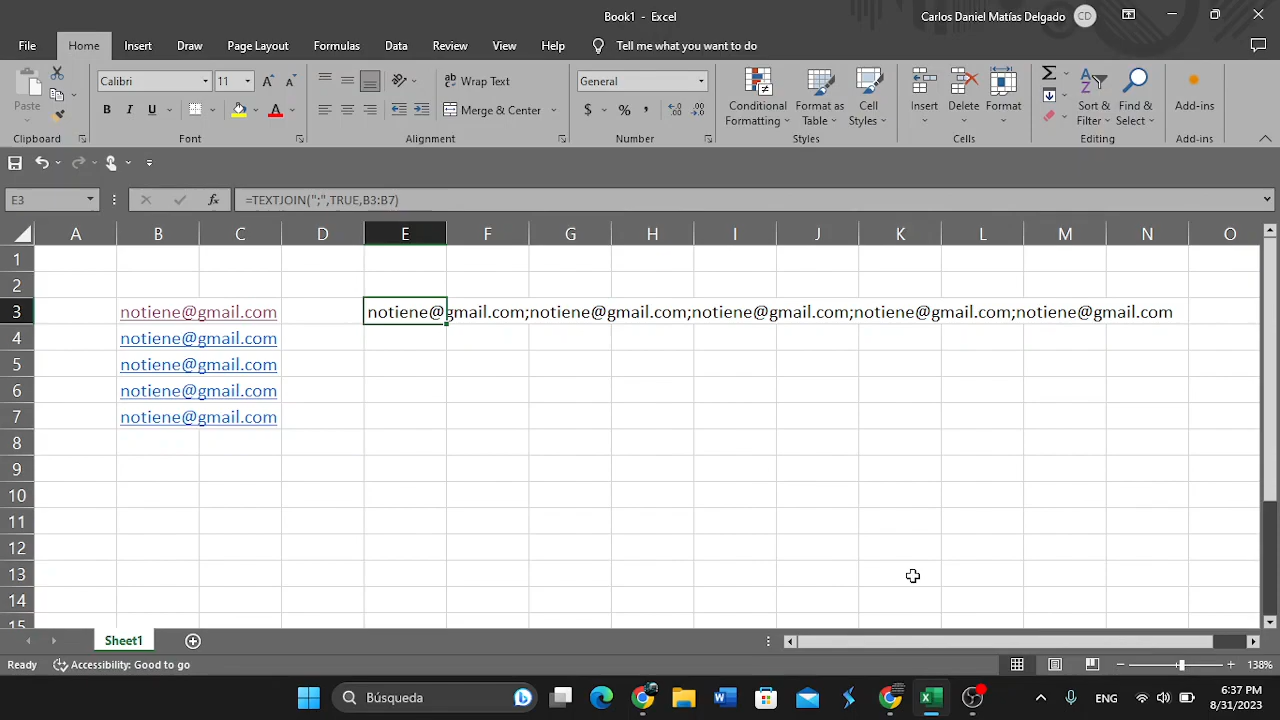 Book1 - Excel
Carlos Daniel Matías Delgado CD
File Home Insert Draw Page Layout Formulas Data Review View Help Tell me what you want to do
Paste
Calibri 11
B I U
Wrap Text
Merge & Center
General
$ % ,
Conditional Formatting
Format as Table
Cell Styles
Insert
Delete
Format
Sort & Filter
Find & Select
Add-ins
Clipboard Font Alignment Number Styles Cells Editing Add-ins
E3 fx =TEXTJOIN(";",TRUE,B3:B7)
A B C D E F G H I J K L M N O
1
2
3 notiene@gmail.com notiene@gmail.com;notiene@gmail.com;notiene@gmail.com;notiene@gmail.com;notiene@gmail.com
4 notiene@gmail.com
5 notiene@gmail.com
6 notiene@gmail.com
7 notiene@gmail.com
8
9
10
11
12
13
14
15
Sheet1
Ready Accessibility: Good to go 138%
Búsqueda
ENG
6:37 PM
8/31/2023